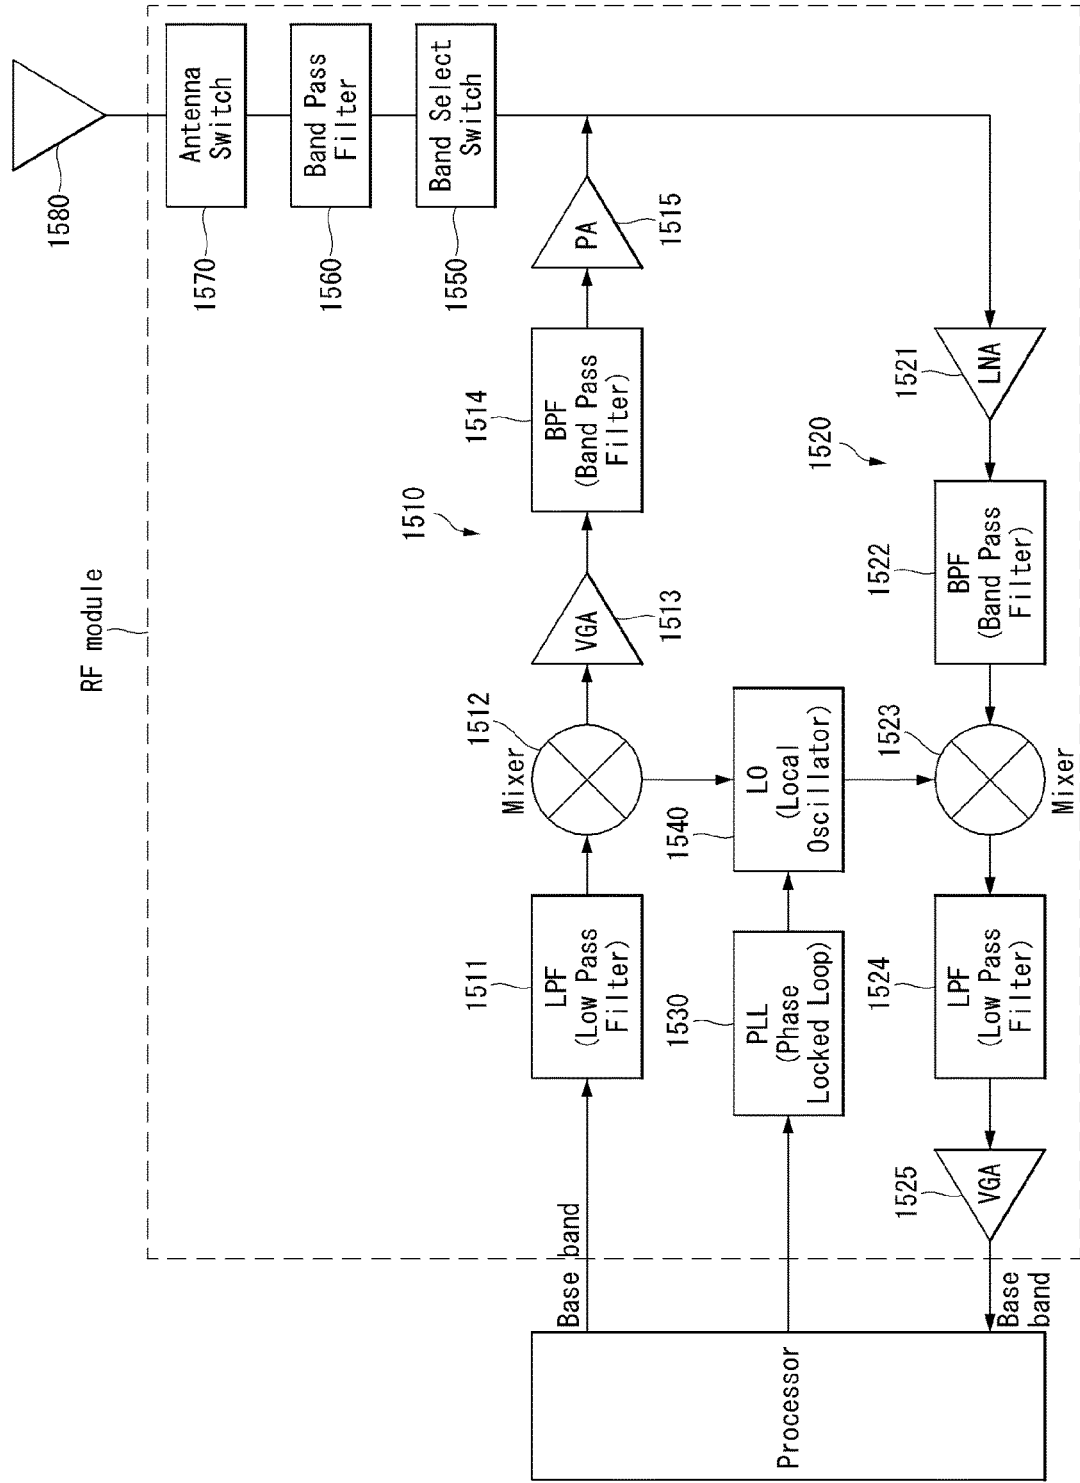 RF module
1580
Antenna
Switch
1570
Band Pass
Filter
1560
Band Select
Switch
1550
1510
Base band
LPF
(Low Pass
Filter)
1511
Mixer
1512
VGA
1513
BPF
(Band Pass
Filter)
1514
PA
1515
Processor
PLL
(Phase
Locked Loop)
1530
LO
(Local
Oscillator)
1540
1520
LNA
1521
BPF
(Band Pass
Filter)
1522
Mixer
1523
LPF
(Low Pass
Filter)
1524
VGA
1525
Base
band